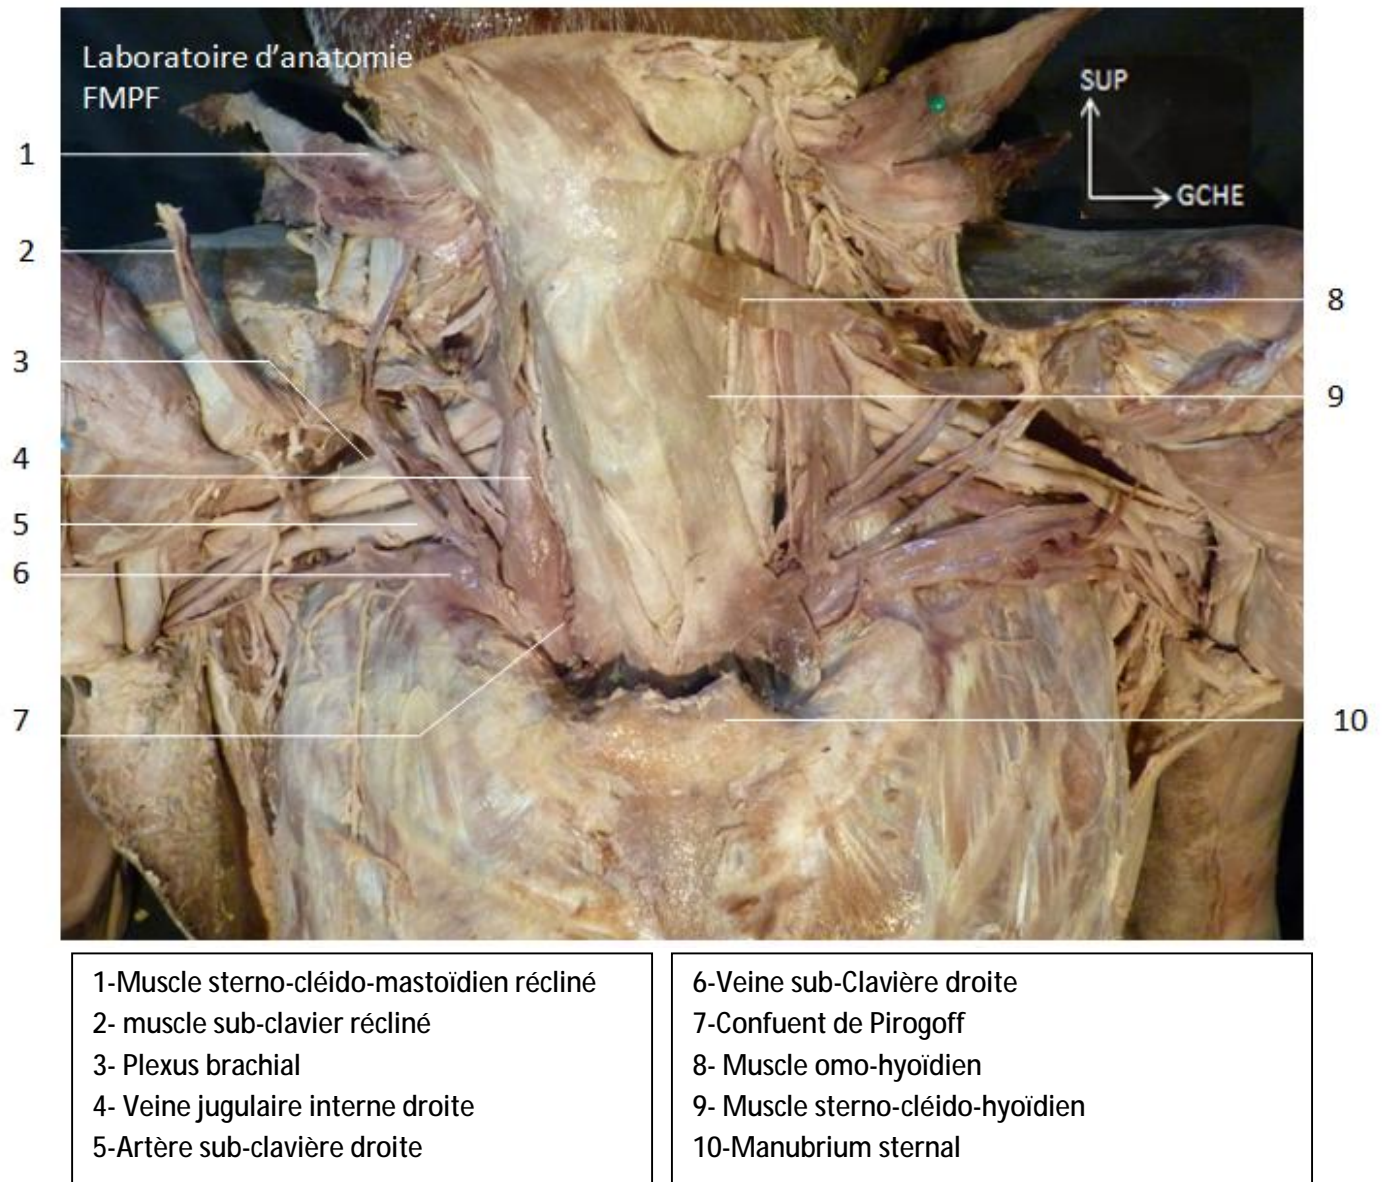 Laboratoire d'anatomie
FMPF
SUP
GCHE
1
2
3
4
5
6
7
8
9
10
1-Muscle sterno-cléido-mastoïdien récliné
2- muscle sub-clavier récliné
3- Plexus brachial
4- Veine jugulaire interne droite
5-Artère sub-clavière droite
6-Veine sub-Clavière droite
7-Confuent de Pirogoff
8- Muscle omo-hyoïdien
9- Muscle sterno-cléido-hyoïdien
10-Manubrium sternal